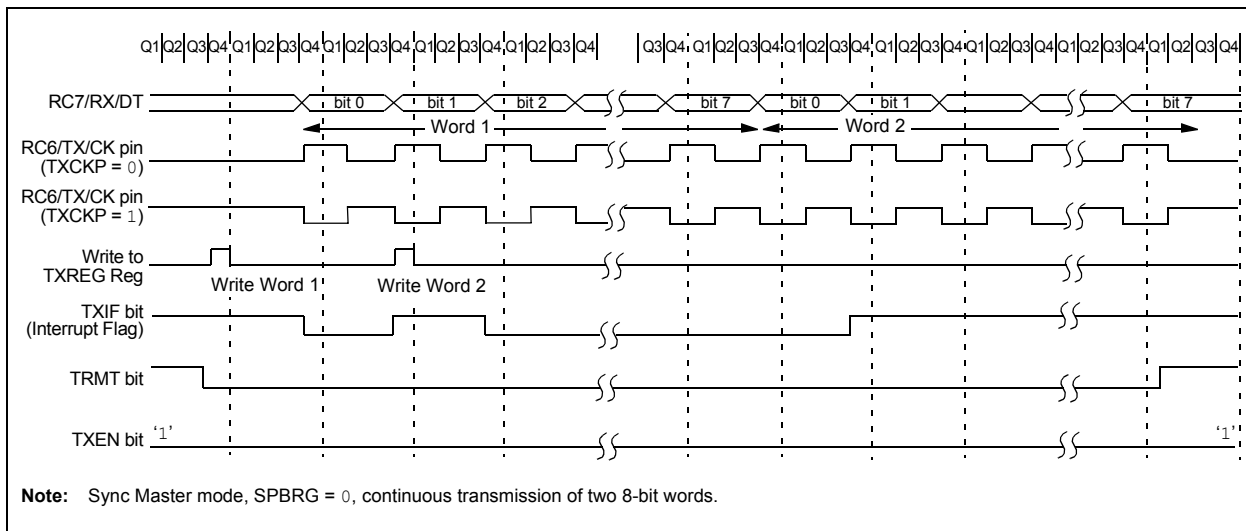 Q1 Q2 Q3 Q4 Q1 Q2 Q3 Q4 Q1 Q2 Q3 Q4 Q1 Q2 Q3 Q4 Q1 Q2 Q3 Q4 Q3 Q4 Q1 Q2 Q3 Q4 Q1 Q2 Q3 Q4 Q1 Q2 Q3 Q4 Q1 Q2 Q3 Q4 Q1 Q2 Q3 Q4 Q1 Q2 Q3 Q4
RC7/RX/DT bit 0 bit 1 bit 2 bit 7 bit 0 bit 1 bit 7
Word 1 Word 2
RC6/TX/CK pin
(TXCKP = 0)
RC6/TX/CK pin
(TXCKP = 1)
Write to
TXREG Reg
Write Word 1 Write Word 2
TXIF bit
(Interrupt Flag)
TRMT bit
TXEN bit '1' '1'
Note: Sync Master mode, SPBRG = 0, continuous transmission of two 8-bit words.